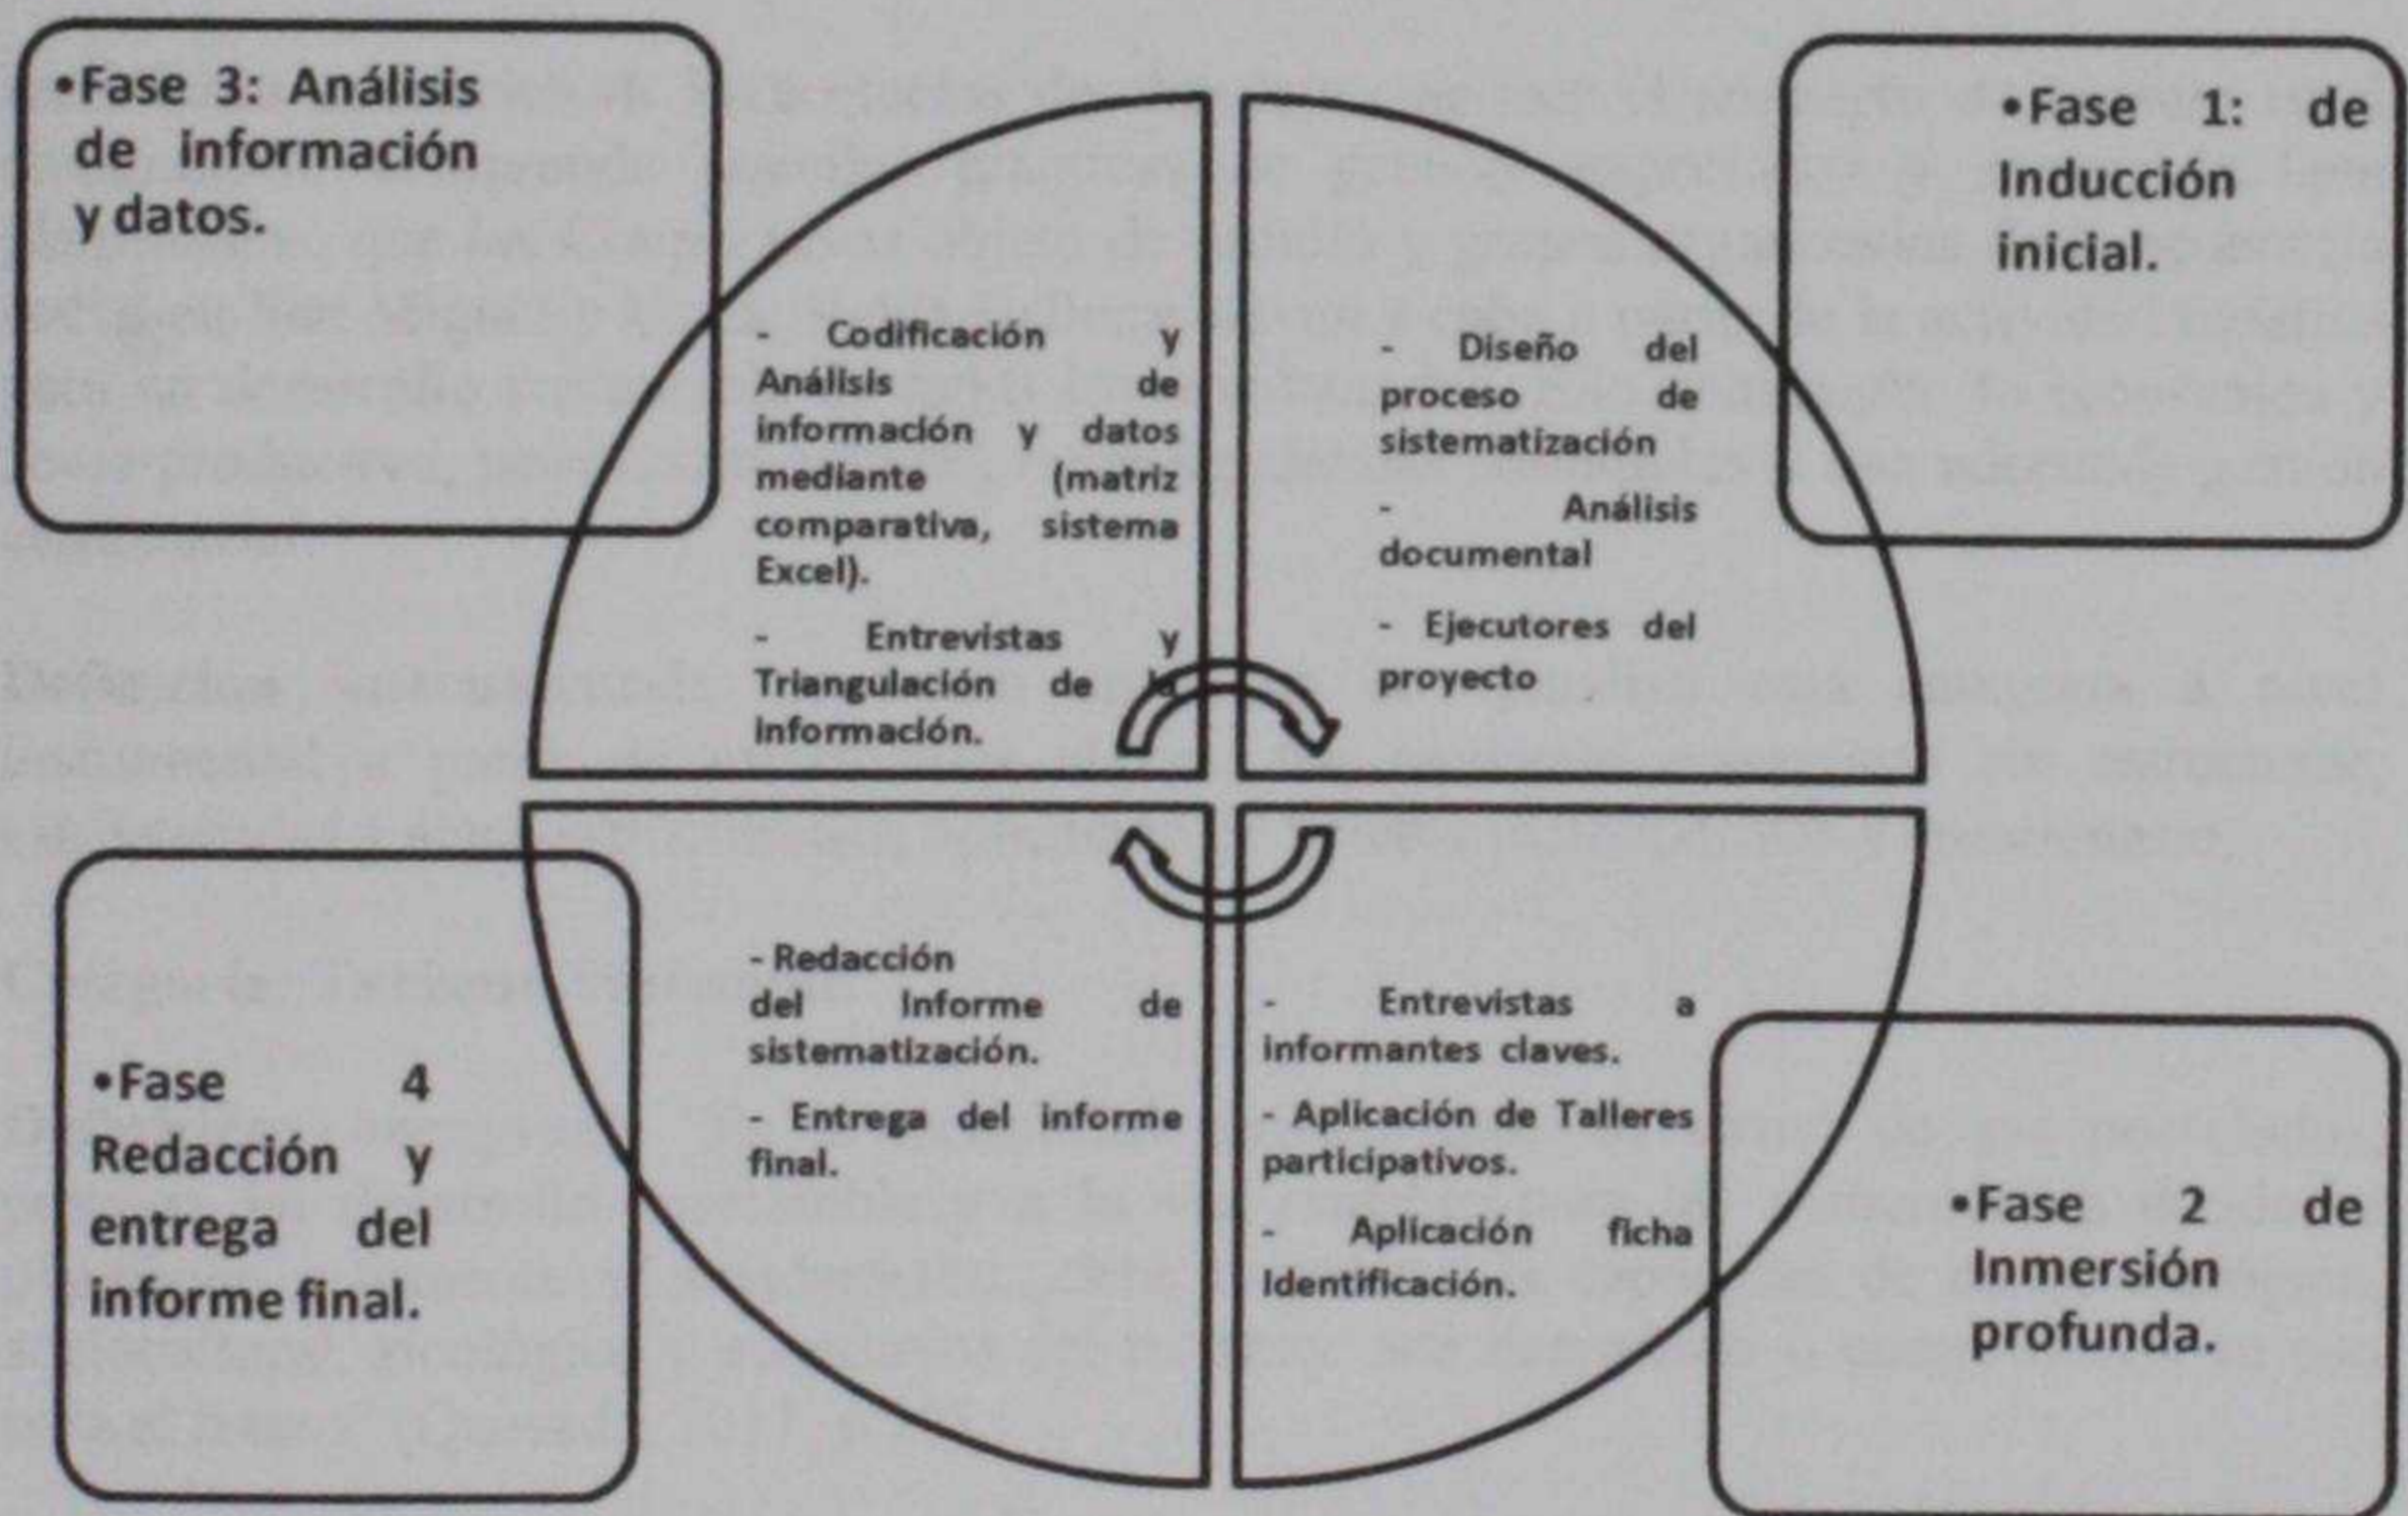 •Fase 3: Análisis
de información
y datos.
- Codificación y
Análisis de
información y datos
mediante (matriz
comparativa, sistema
Excel).
- Entrevistas y
Triangulación de la
Información.
•Fase 1: de
Inducción
inicial.
- Diseño del
proceso de
sistematización
- Análisis
documental
- Ejecutores del
proyecto
•Fase 4
Redacción y
entrega del
informe final.
- Redacción
del Informe de
sistematización.
- Entrega del informe
final.
- Entrevistas a
informantes claves.
- Aplicación de Talleres
participativos.
- Aplicación ficha
Identificación.
•Fase 2 de
Inmersión
profunda.